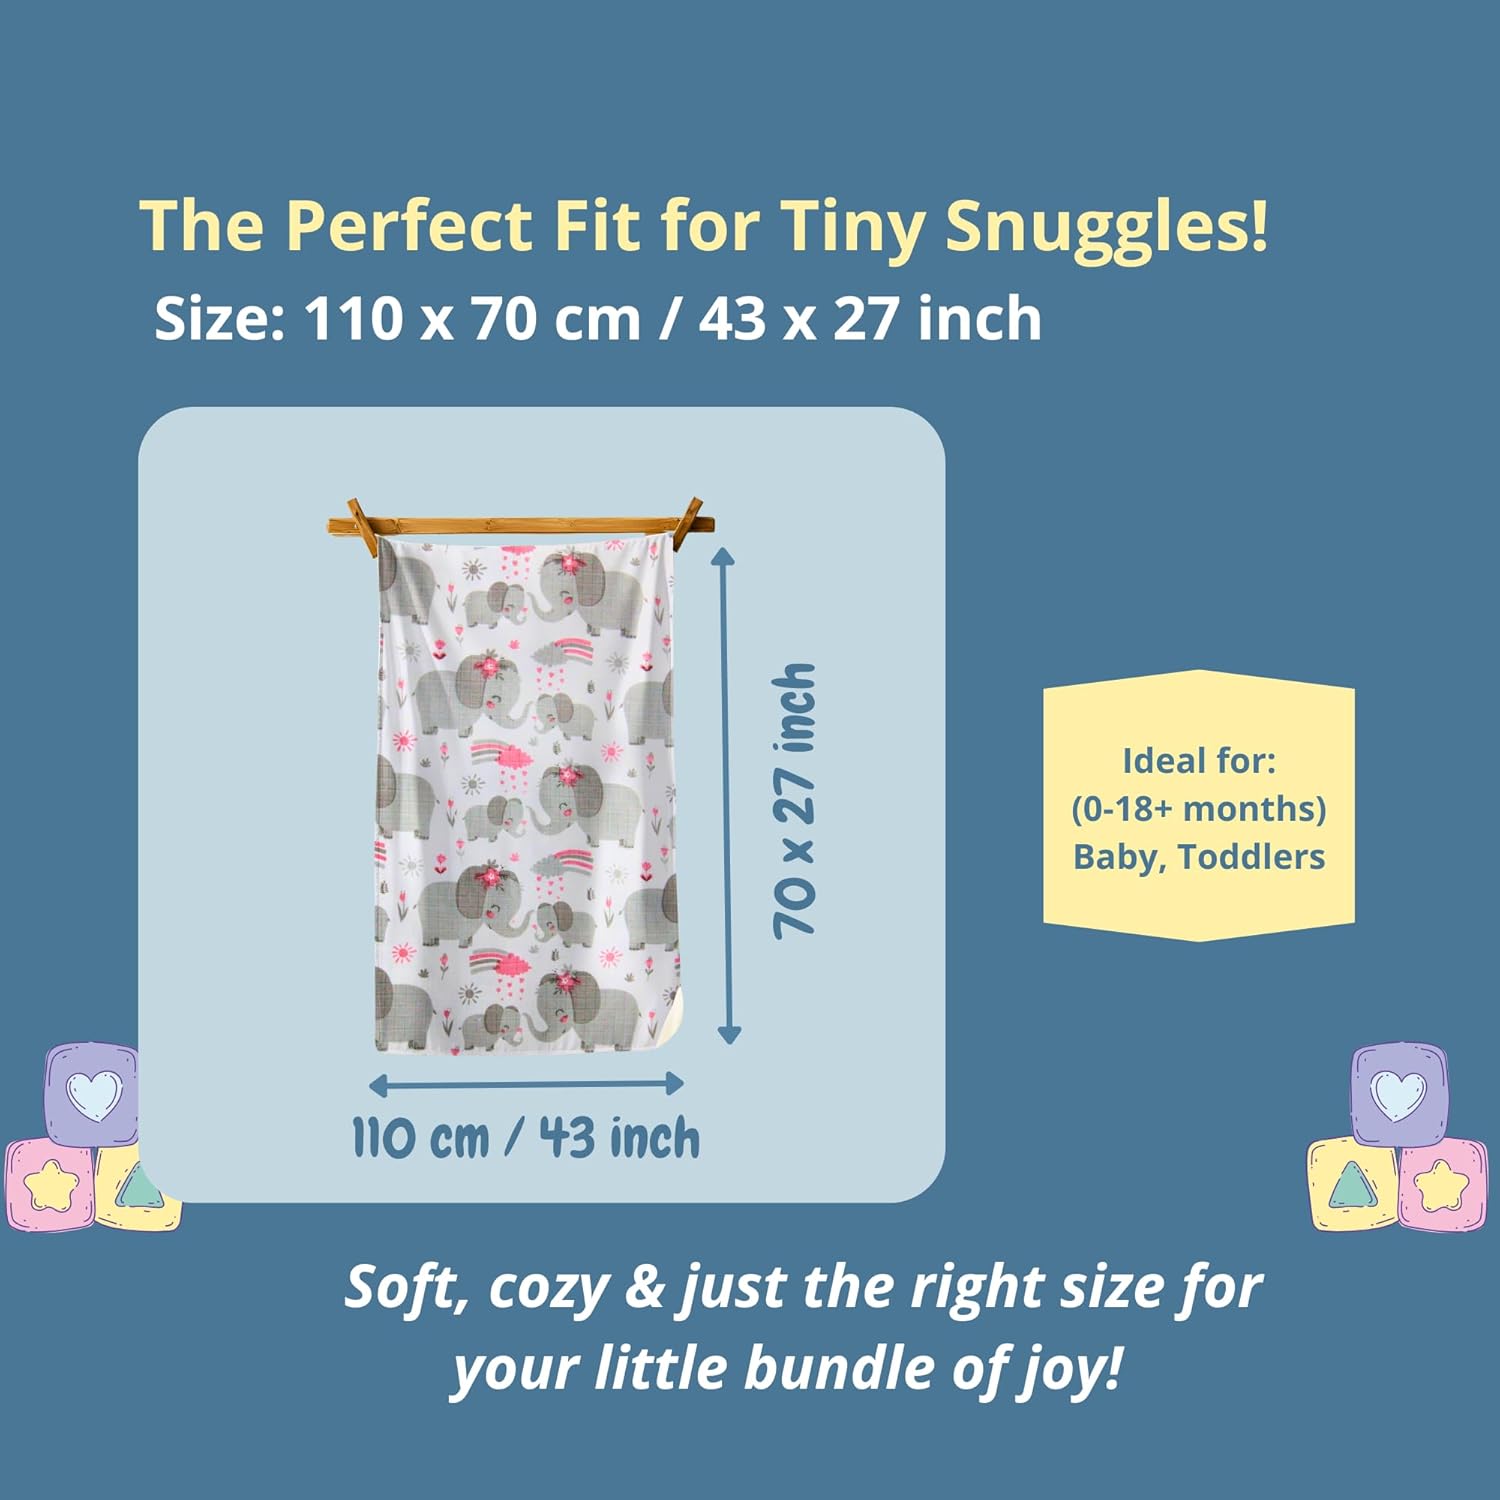 The Perfect Fit for Tiny Snuggles!
Size: 110 x 70 cm / 43 x 27 inch
70 x 27 inch
110 cm / 43 inch
Ideal for:
(0-18+ months)
Baby, Toddlers
Soft, cozy & just the right size for
your little bundle of joy!